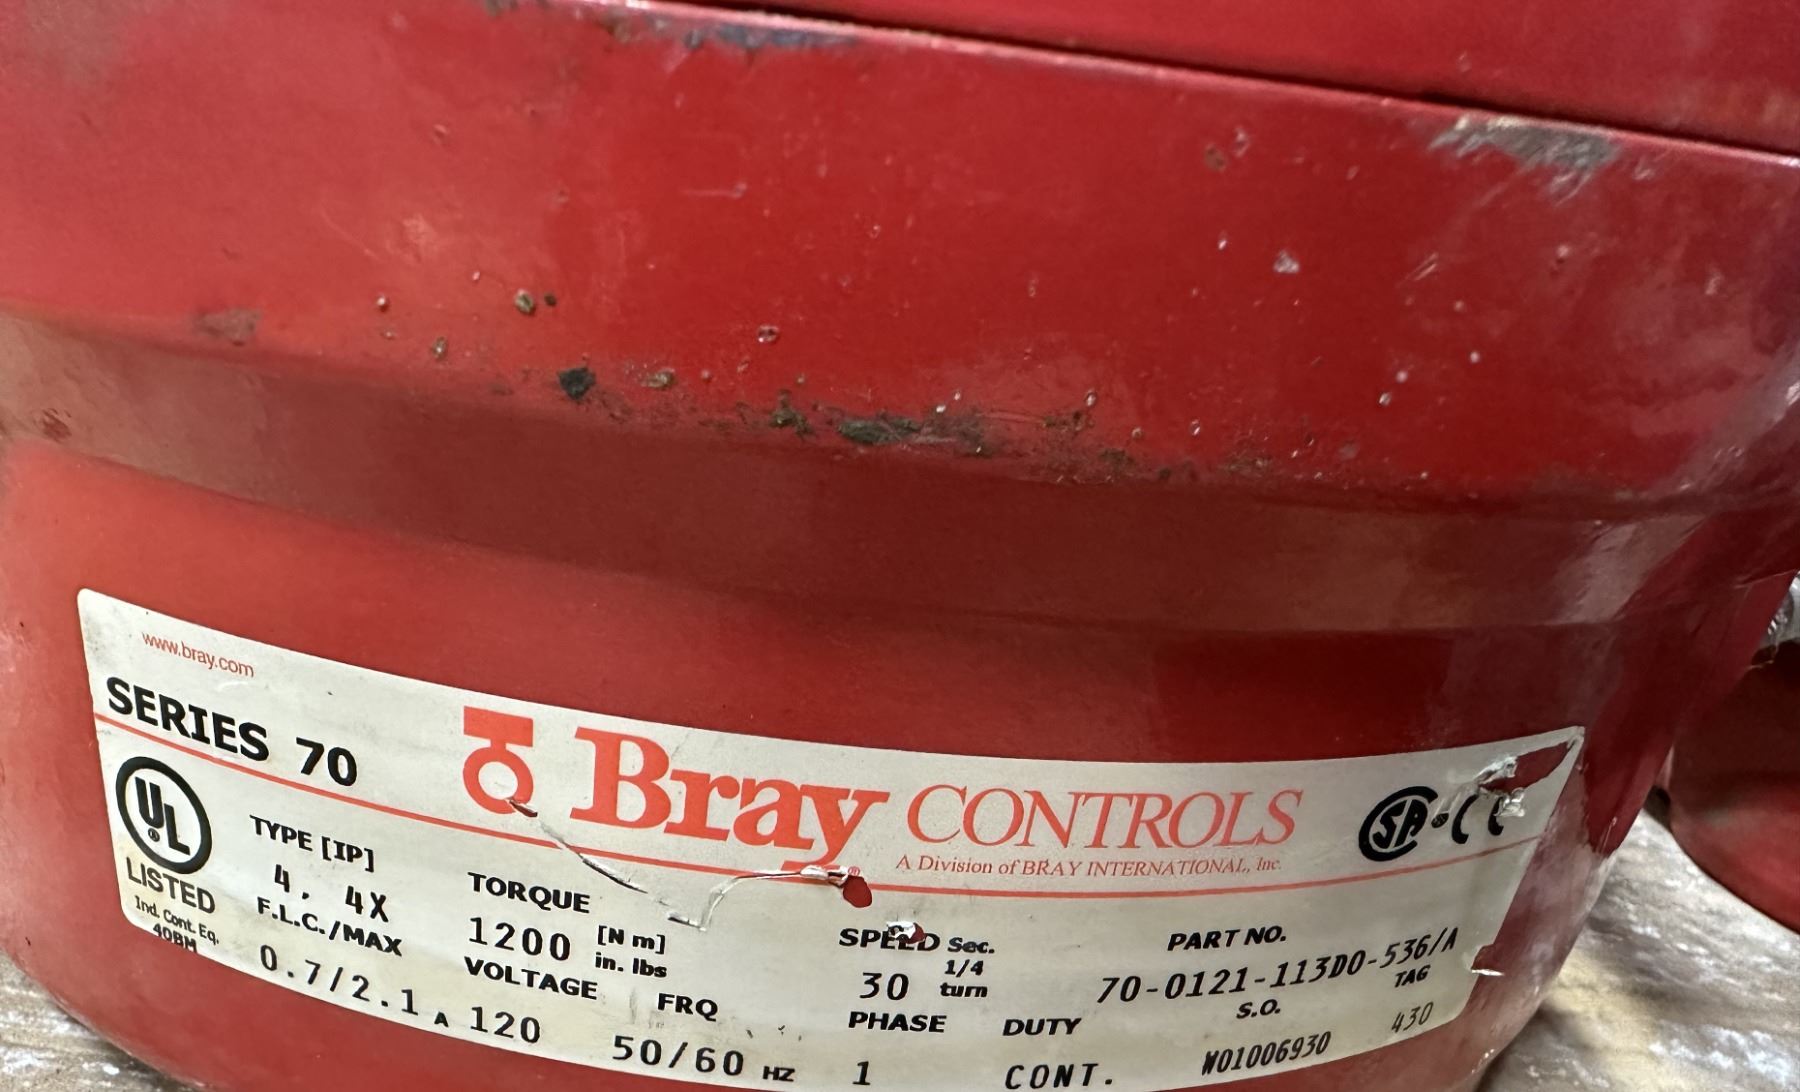 www.bray.com
SERIES 70
Bray CONTROLS
®
A Division of BRAY INTERNATIONAL, Inc.
UL
®
LISTED
Ind. Cont. Eq.
40BM
TYPE [IP]
4, 4X
TORQUE
1200 [N m]
in. lbs
SPEED Sec.
30 1/4
turn
PART NO.
70-0121-113D0-536/A
F.L.C./MAX
0.7/2.1 A
VOLTAGE
120
FRQ
50/60 HZ
PHASE
1
DUTY
CONT.
S.O.
W01006930
TAG
430